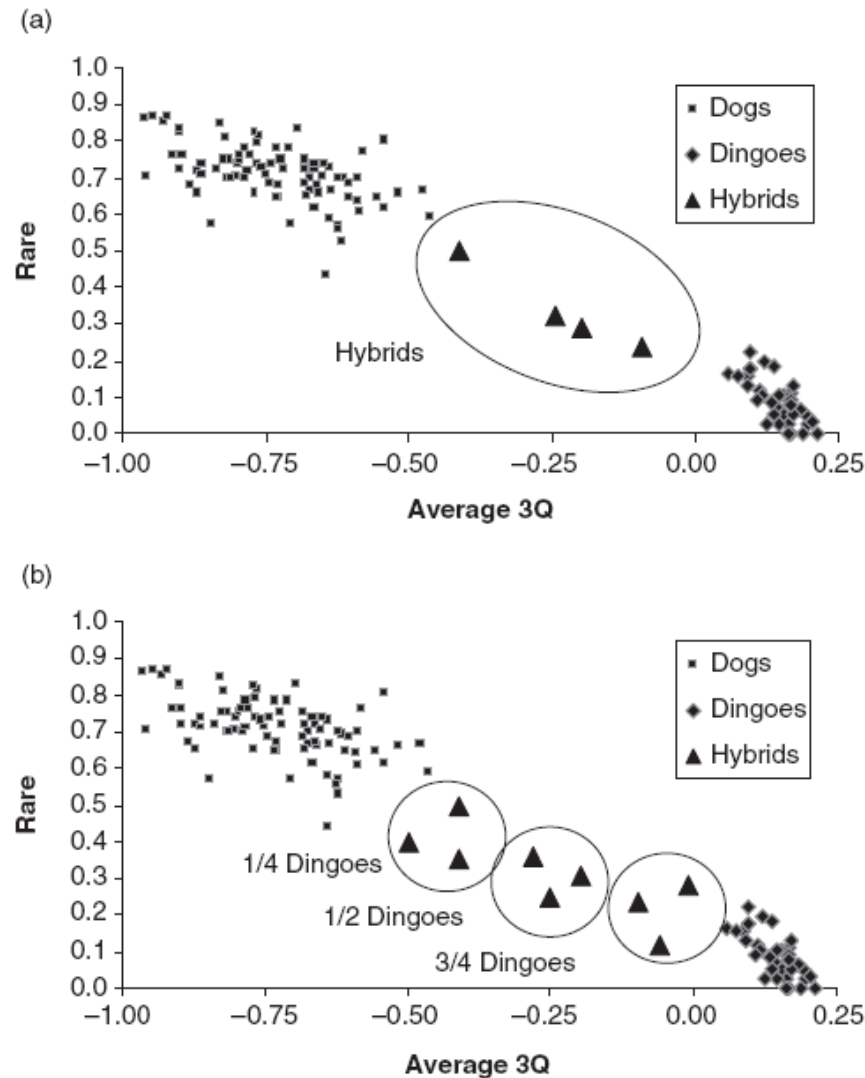 (a)
1.0
0.9
0.8
0.7
0.6
0.5
0.4
0.3
0.2
0.1
0.0
Rare
Dogs
Dingoes
Hybrids
Hybrids
–1.00 –0.75 –0.50 –0.25 0.00 0.25
Average 3Q
(b)
1.0
0.9
0.8
0.7
0.6
0.5
0.4
0.3
0.2
0.1
0.0
Rare
Dogs
Dingoes
Hybrids
1/4 Dingoes
1/2 Dingoes
3/4 Dingoes
–1.00 –0.75 –0.50 –0.25 0.00 0.25
Average 3Q